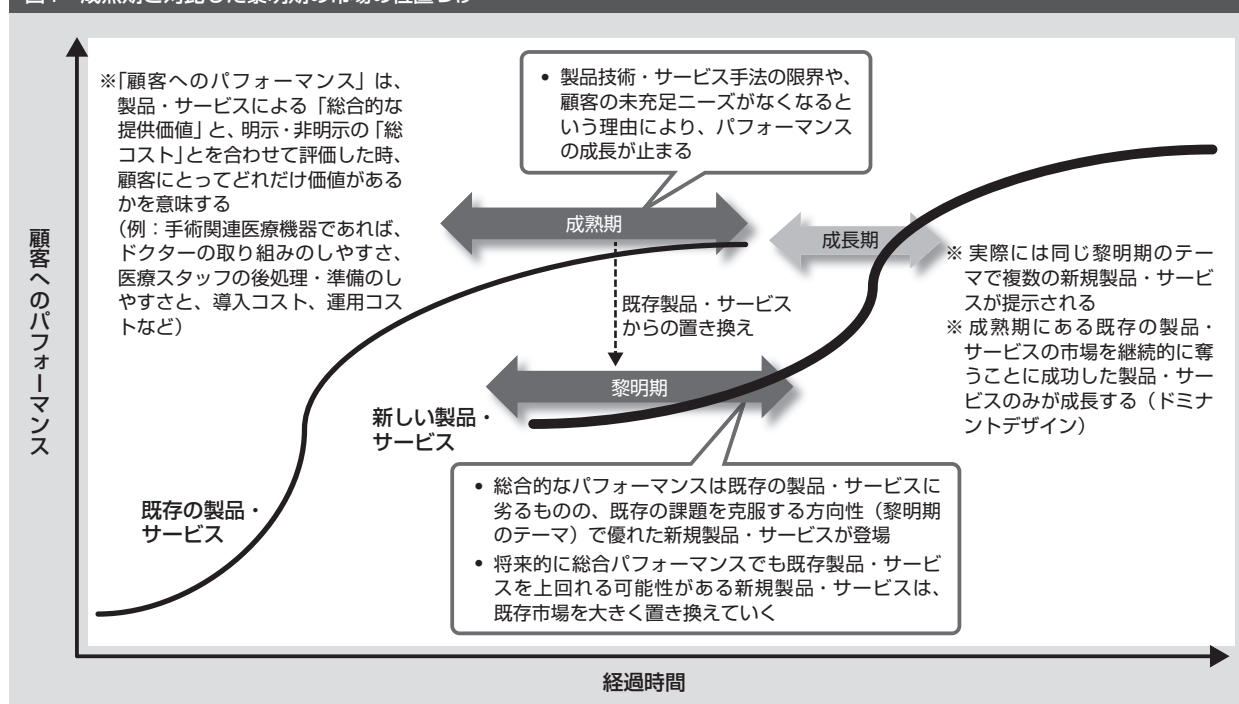 図1 成熟期と対比した黎明期の市場の位置づけ
※「顧客へのパフォーマンス」は、
製品・サービスによる「総合的な
提供価値」と、明示・非明示の「総
コスト」とを合わせて評価した時、
顧客にとってどれだけ価値がある
かを意味する
（例：手術関連医療機器であれば、
ドクターの取り組みのしやすさ、
医療スタッフの後処理・準備のし
やすさと、導入コスト、運用コス
トなど）
• 製品技術・サービス手法の限界や、
顧客の未充足ニーズがなくなると
いう理由により、パフォーマンス
の成長が止まる
成熟期
成長期
既存製品・サービス
からの置き換え
黎明期
新しい製品・
サービス
既存の製品・
サービス
※ 実際には同じ黎明期のテー
マで複数の新規製品・サービ
スが提示される
※ 成熟期にある既存の製品・
サービスの市場を継続的に奪
うことに成功した製品・サー
ビスのみが成長する（ドミナ
ントデザイン）
• 総合的なパフォーマンスは既存の製品・サービスに
劣るものの、既存の課題を克服する方向性（黎明期
のテーマ）で優れた新規製品・サービスが登場
• 将来的に総合パフォーマンスでも既存製品・サービ
スを上回れる可能性がある新規製品・サービスは、
既存市場を大きく置き換えていく
顧客へのパフォーマンス
経過時間